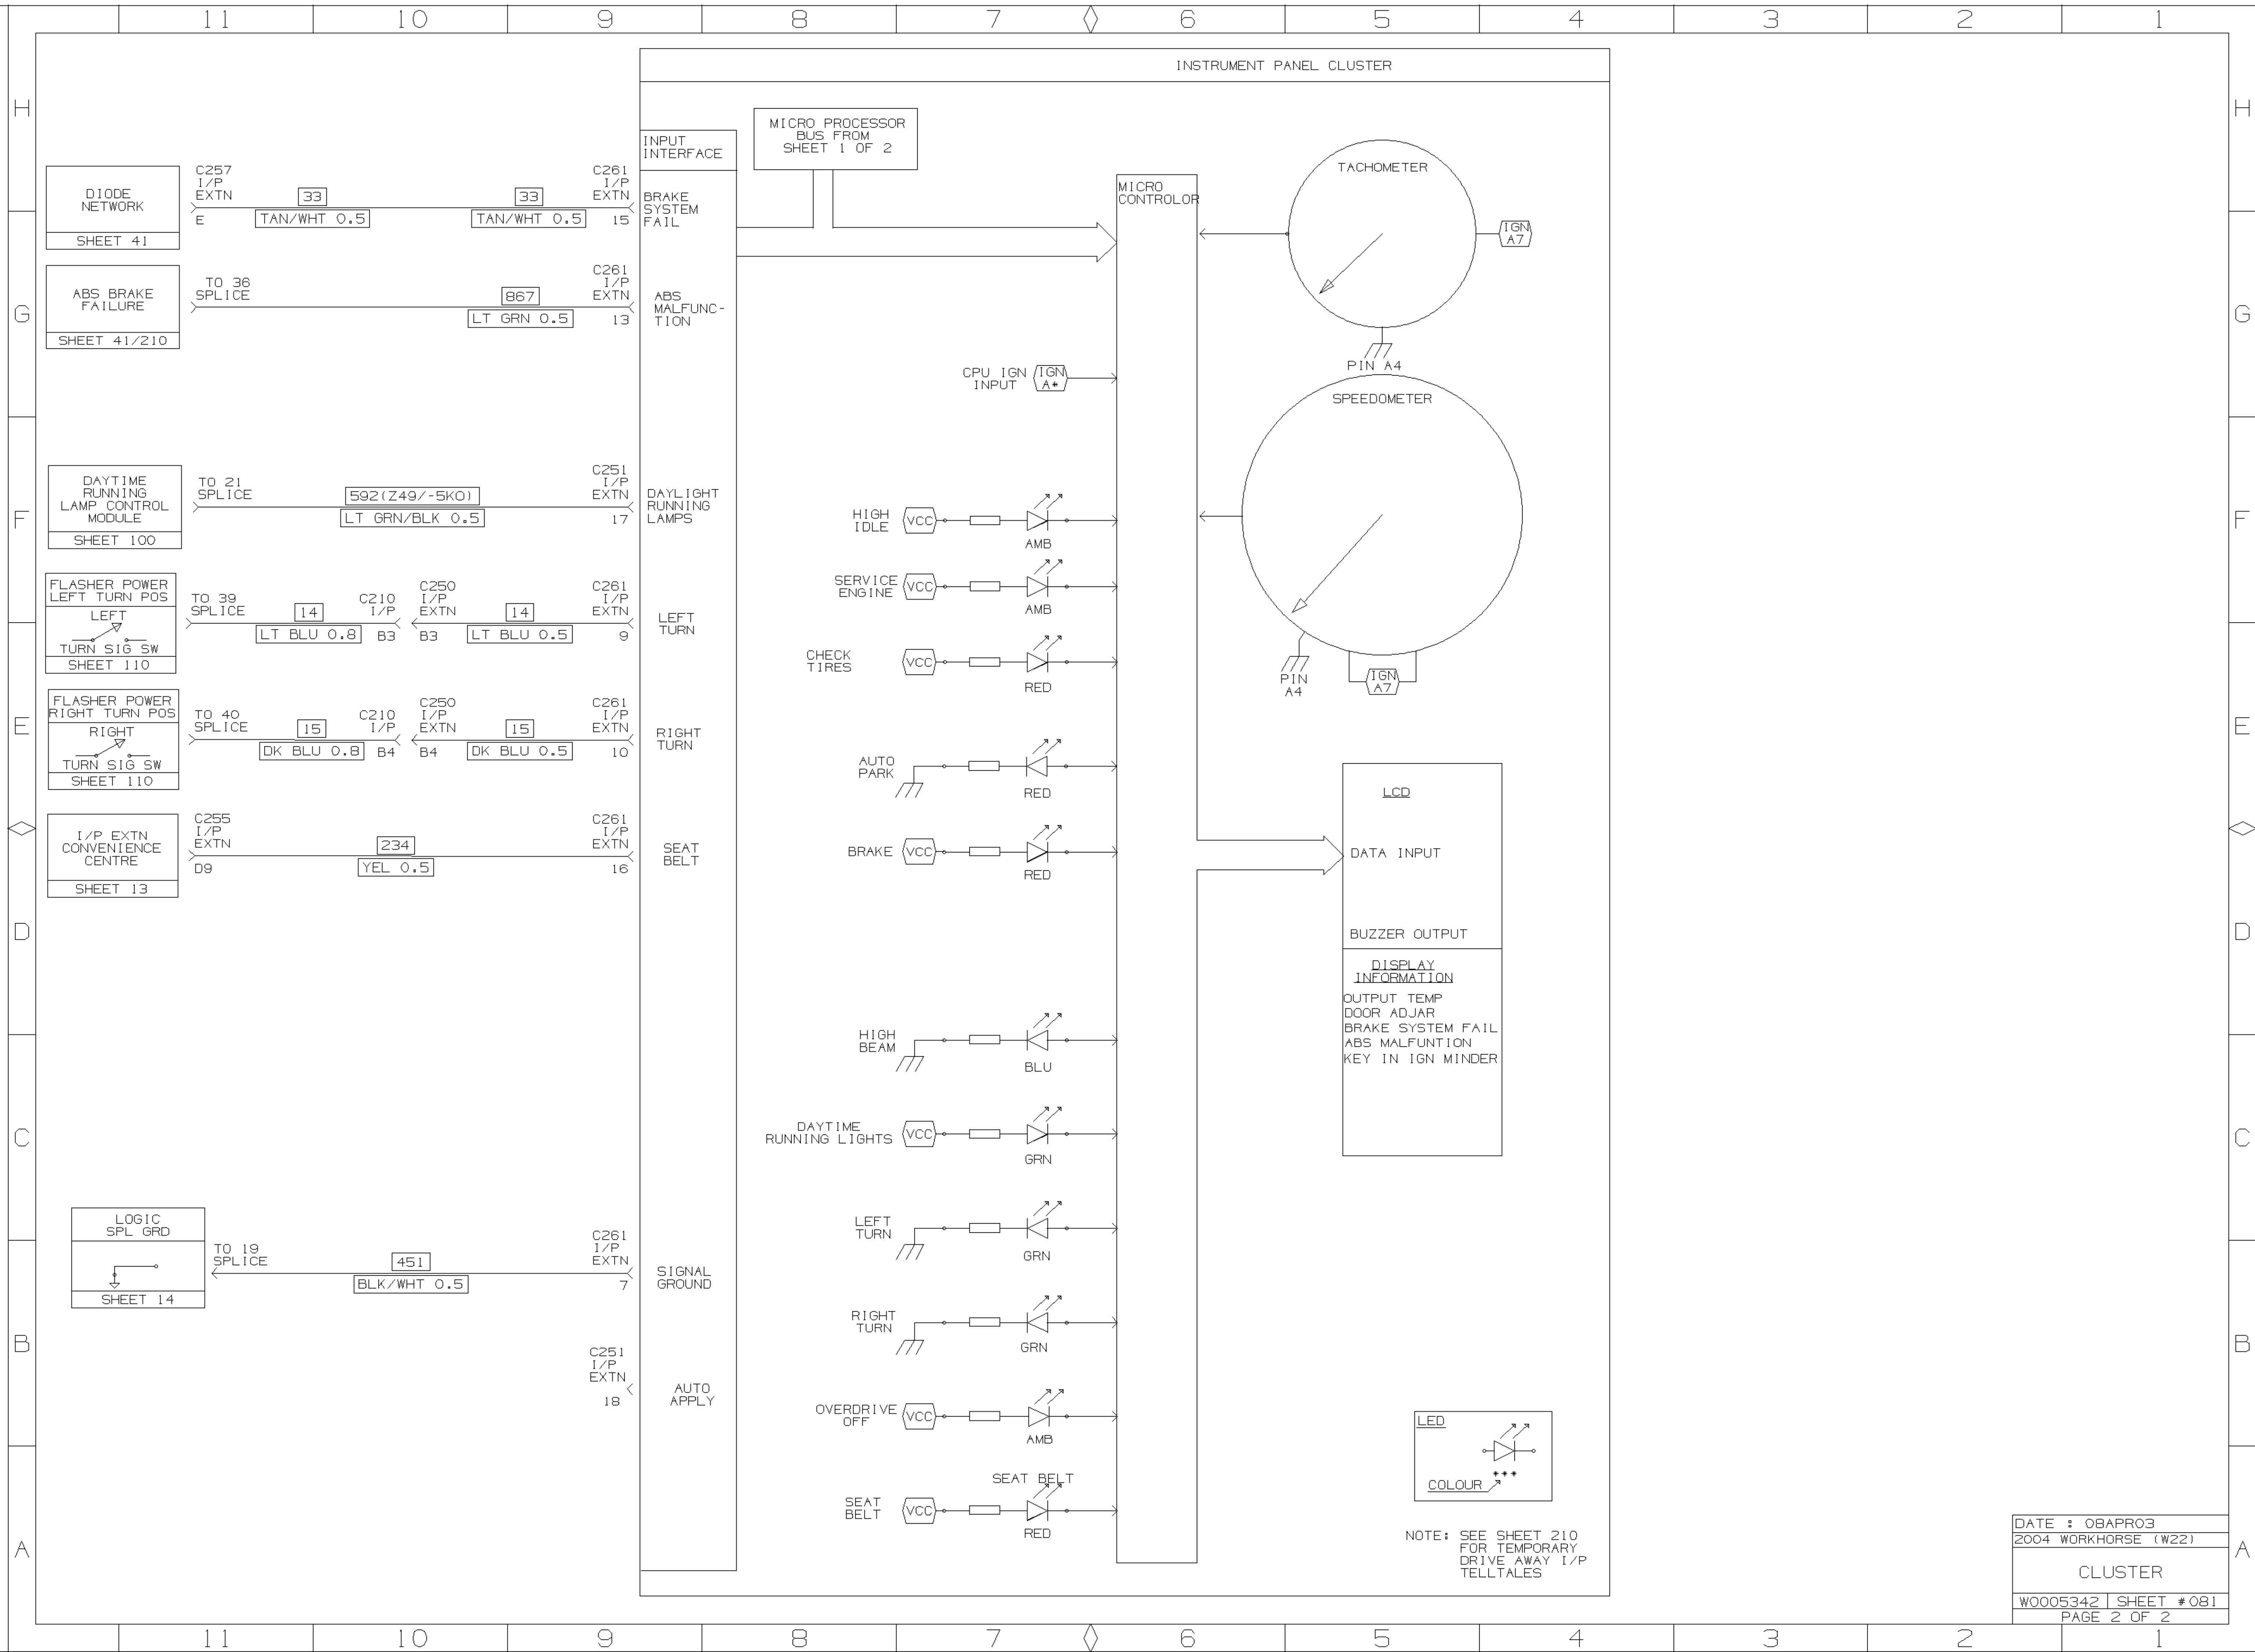 11 10 9 8 7 6 5 4 3 2 1
H
G
F
E
D
C
B
A
INSTRUMENT PANEL CLUSTER
INPUT
INTERFACE
MICRO PROCESSOR
BUS FROM
SHEET 1 OF 2
DIODE
NETWORK
SHEET 41
C257
I/P
EXTN
E
33
TAN/WHT 0.5
33
TAN/WHT 0.5
C261
I/P
EXTN
15
BRAKE
SYSTEM
FAIL
ABS BRAKE
FAILURE
SHEET 41/210
TO 36
SPLICE
867
LT GRN 0.5
C261
I/P
EXTN
13
ABS
MALFUNC-
TION
DAYTIME
RUNNING
LAMP CONTROL
MODULE
SHEET 100
TO 21
SPLICE
592(Z49/-5K0)
LT GRN/BLK 0.5
C251
I/P
EXTN
17
DAYLIGHT
RUNNING
LAMPS
FLASHER POWER
LEFT TURN POS
LEFT
TURN SIG SW
SHEET 110
TO 39
SPLICE
14
LT BLU 0.8
C210
I/P
B3
C250
I/P
EXTN
B3
14
LT BLU 0.5
C261
I/P
EXTN
9
LEFT
TURN
FLASHER POWER
RIGHT TURN POS
RIGHT
TURN SIG SW
SHEET 110
TO 40
SPLICE
15
DK BLU 0.8
C210
I/P
B4
C250
I/P
EXTN
B4
15
DK BLU 0.5
C261
I/P
EXTN
10
RIGHT
TURN
I/P EXTN
CONVENIENCE
CENTRE
SHEET 13
C255
I/P
EXTN
D9
234
YEL 0.5
C261
I/P
EXTN
16
SEAT
BELT
LOGIC
SPL GRD
SHEET 14
TO 19
SPLICE
451
BLK/WHT 0.5
C261
I/P
EXTN
7
SIGNAL
GROUND
C251
I/P
EXTN
18
AUTO
APPLY
MICRO
CONTROLOR
CPU IGN
INPUT
IGN
A*
HIGH
IDLE
VCC
AMB
SERVICE
ENGINE
VCC
AMB
CHECK
TIRES
VCC
RED
AUTO
PARK
RED
BRAKE
VCC
RED
HIGH
BEAM
BLU
DAYTIME
RUNNING LIGHTS
VCC
GRN
LEFT
TURN
GRN
RIGHT
TURN
GRN
OVERDRIVE
OFF
VCC
AMB
SEAT BELT
SEAT
BELT
VCC
RED
TACHOMETER
IGN
A7
PIN A4
SPEEDOMETER
PIN
A4
IGN
A7
LCD
DATA INPUT
BUZZER OUTPUT
DISPLAY
INFORMATION
OUTPUT TEMP
DOOR ADJAR
BRAKE SYSTEM FAIL
ABS MALFUNTION
KEY IN IGN MINDER
LED
***
COLOUR
NOTE: SEE SHEET 210
FOR TEMPORARY
DRIVE AWAY I/P
TELLTALES
DATE : 08APR03
2004 WORKHORSE (W22)
CLUSTER
W0005342 SHEET #081
PAGE 2 OF 2
H
G
F
E
D
C
B
A
11 10 9 8 7 6 5 4 3 2 1